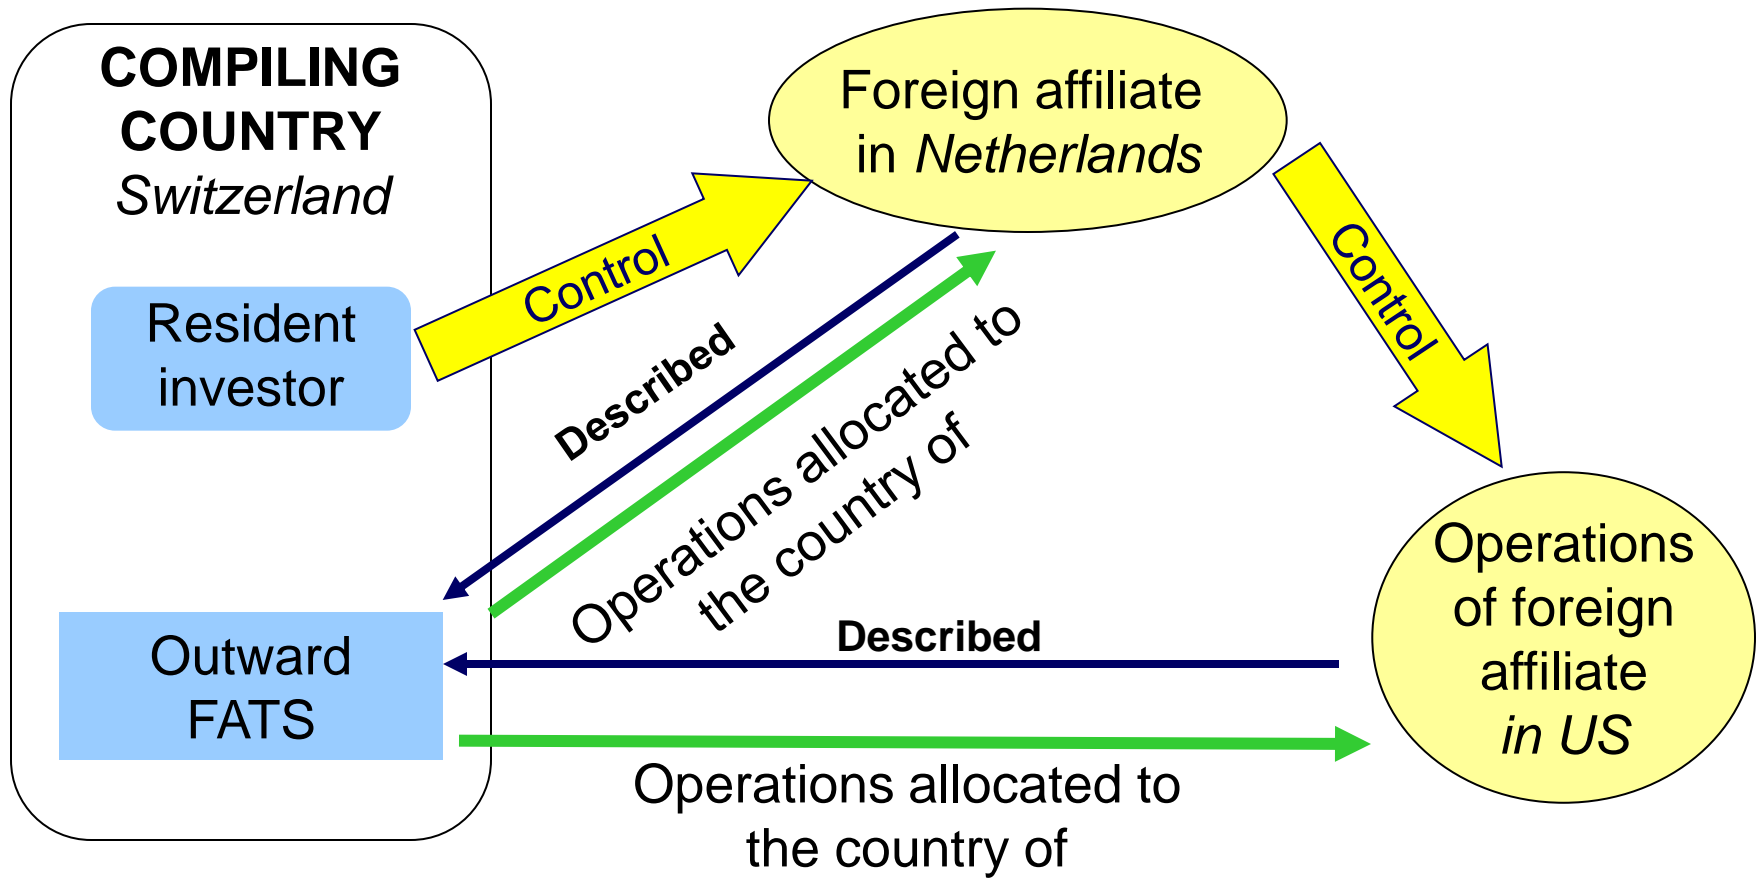 COMPILING
COUNTRY
Switzerland
Resident
investor
Outward
FATS
Control
Foreign affiliate
in Netherlands
Control
Described
Operations allocated to
the country of
Described
Operations allocated to
the country of
Operations
of foreign
affiliate
in US